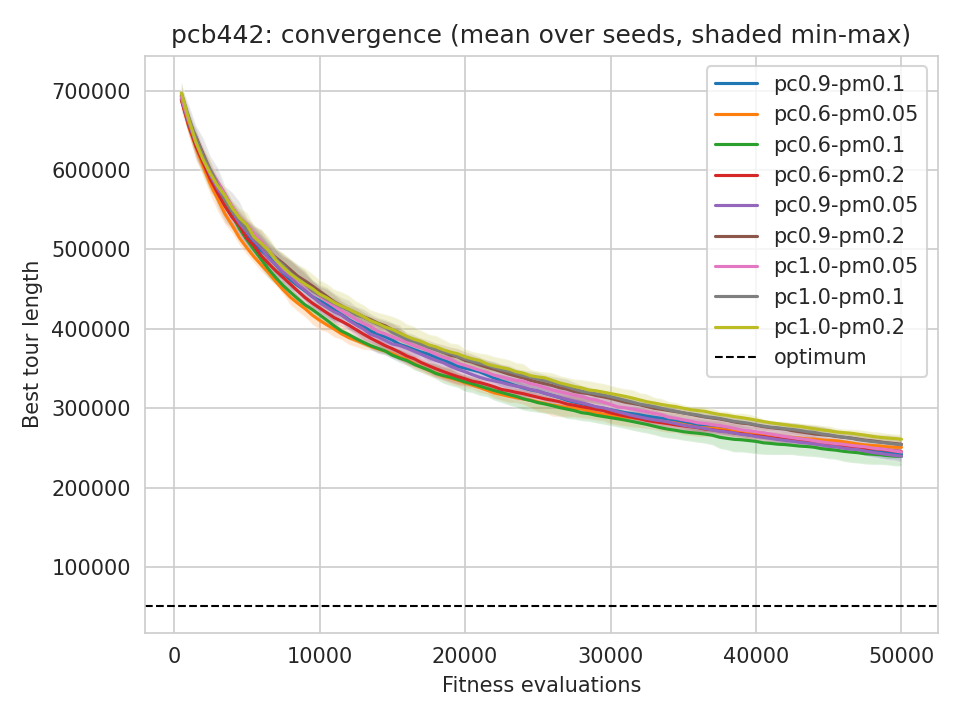 pcb442: convergence (mean over seeds, shaded min-max)
Best tour length
700000
600000
500000
400000
300000
200000
100000
pc0.9-pm0.1
pc0.6-pm0.05
pc0.6-pm0.1
pc0.6-pm0.2
pc0.9-pm0.05
pc0.9-pm0.2
pc1.0-pm0.05
pc1.0-pm0.1
pc1.0-pm0.2
optimum
0
10000
20000
30000
40000
50000
Fitness evaluations